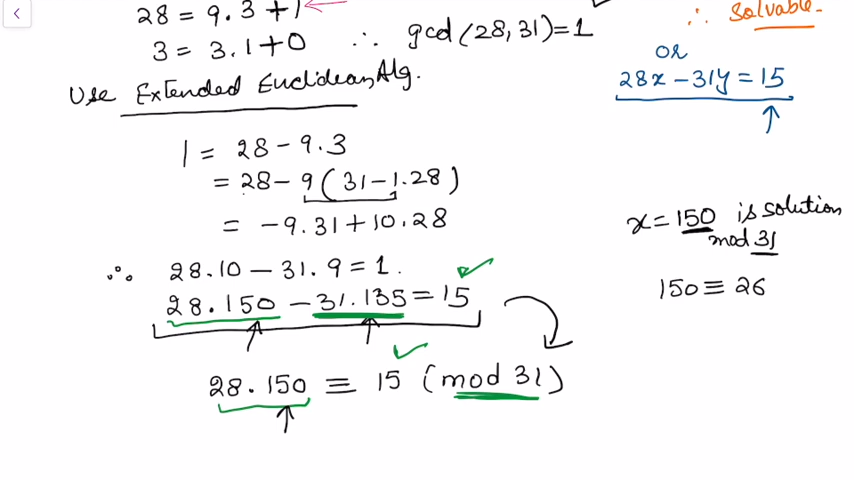 28 = 9.3+1
3 = 3.1+0 ∴ gcd(28,31)=1
Use Extended Euclidean Alg.
1 = 28 - 9.3
= 28 - 9(31-1.28)
= -9.31+10.28
∴ 28.10 - 31.9 = 1.
28.150 - 31.135 = 15
28.150 ≡ 15 (mod 31)
∴ Solvable.
or
28x - 31y = 15
x = 150 is solution
mod 31
150 ≡ 26